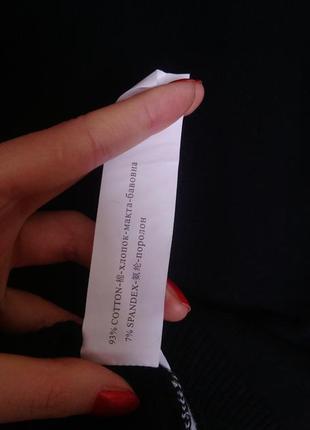 93% COTTON-棉-хлопок-макта-бавовна
7% SPANDEX-氨纶-поролон